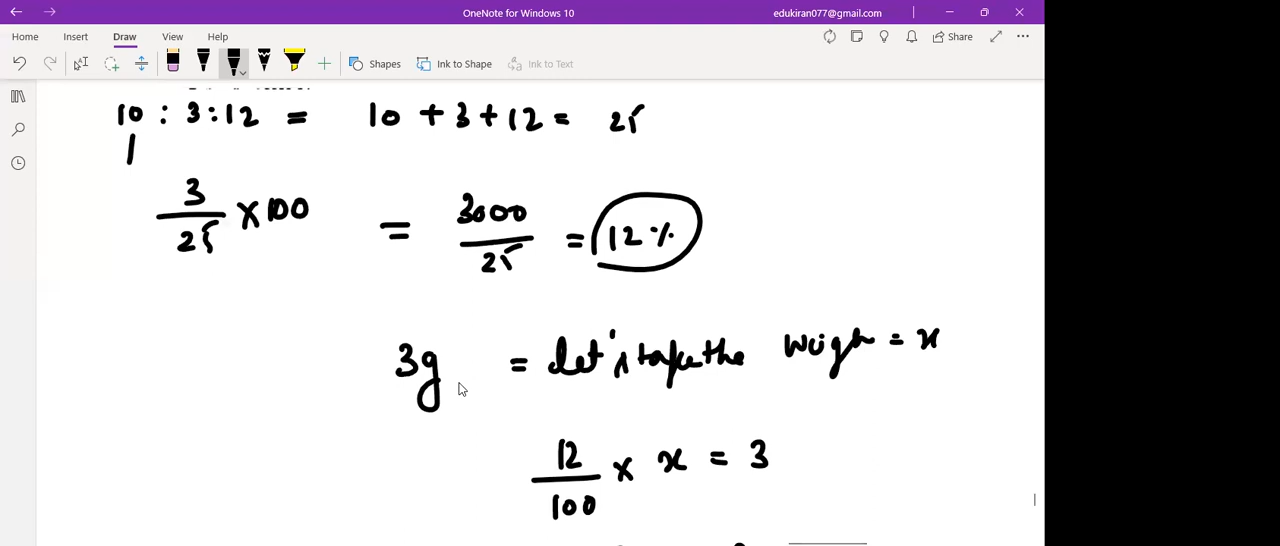 OneNote for Windows 10
edukiran077@gmail.com
Home Insert Draw View Help
Share
Shapes Ink to Shape Ink to Text
10 : 3 : 12 = 10 + 3 + 12 = 25
3/25 × 100 = 3000/25 = 12%
3g = let's take the weigh = x
12/100 × x = 3